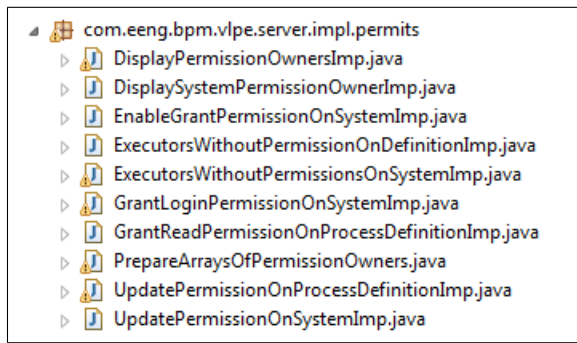 com.eeng.bpm.vlpe.server.impl.permits
DisplayPermissionOwnersImp.java
DisplaySystemPermissionOwnerImp.java
EnableGrantPermissionOnSystemImp.java
ExecutorsWithoutPermissionOnDefinitionImp.java
ExecutorsWithoutPermissionsOnSystemImp.java
GrantLoginPermissionOnSystemImp.java
GrantReadPermissionOnProcessDefinitionImp.java
PrepareArraysOfPermissionOwners.java
UpdatePermissionOnProcessDefinitionImp.java
UpdatePermissionOnSystemImp.java